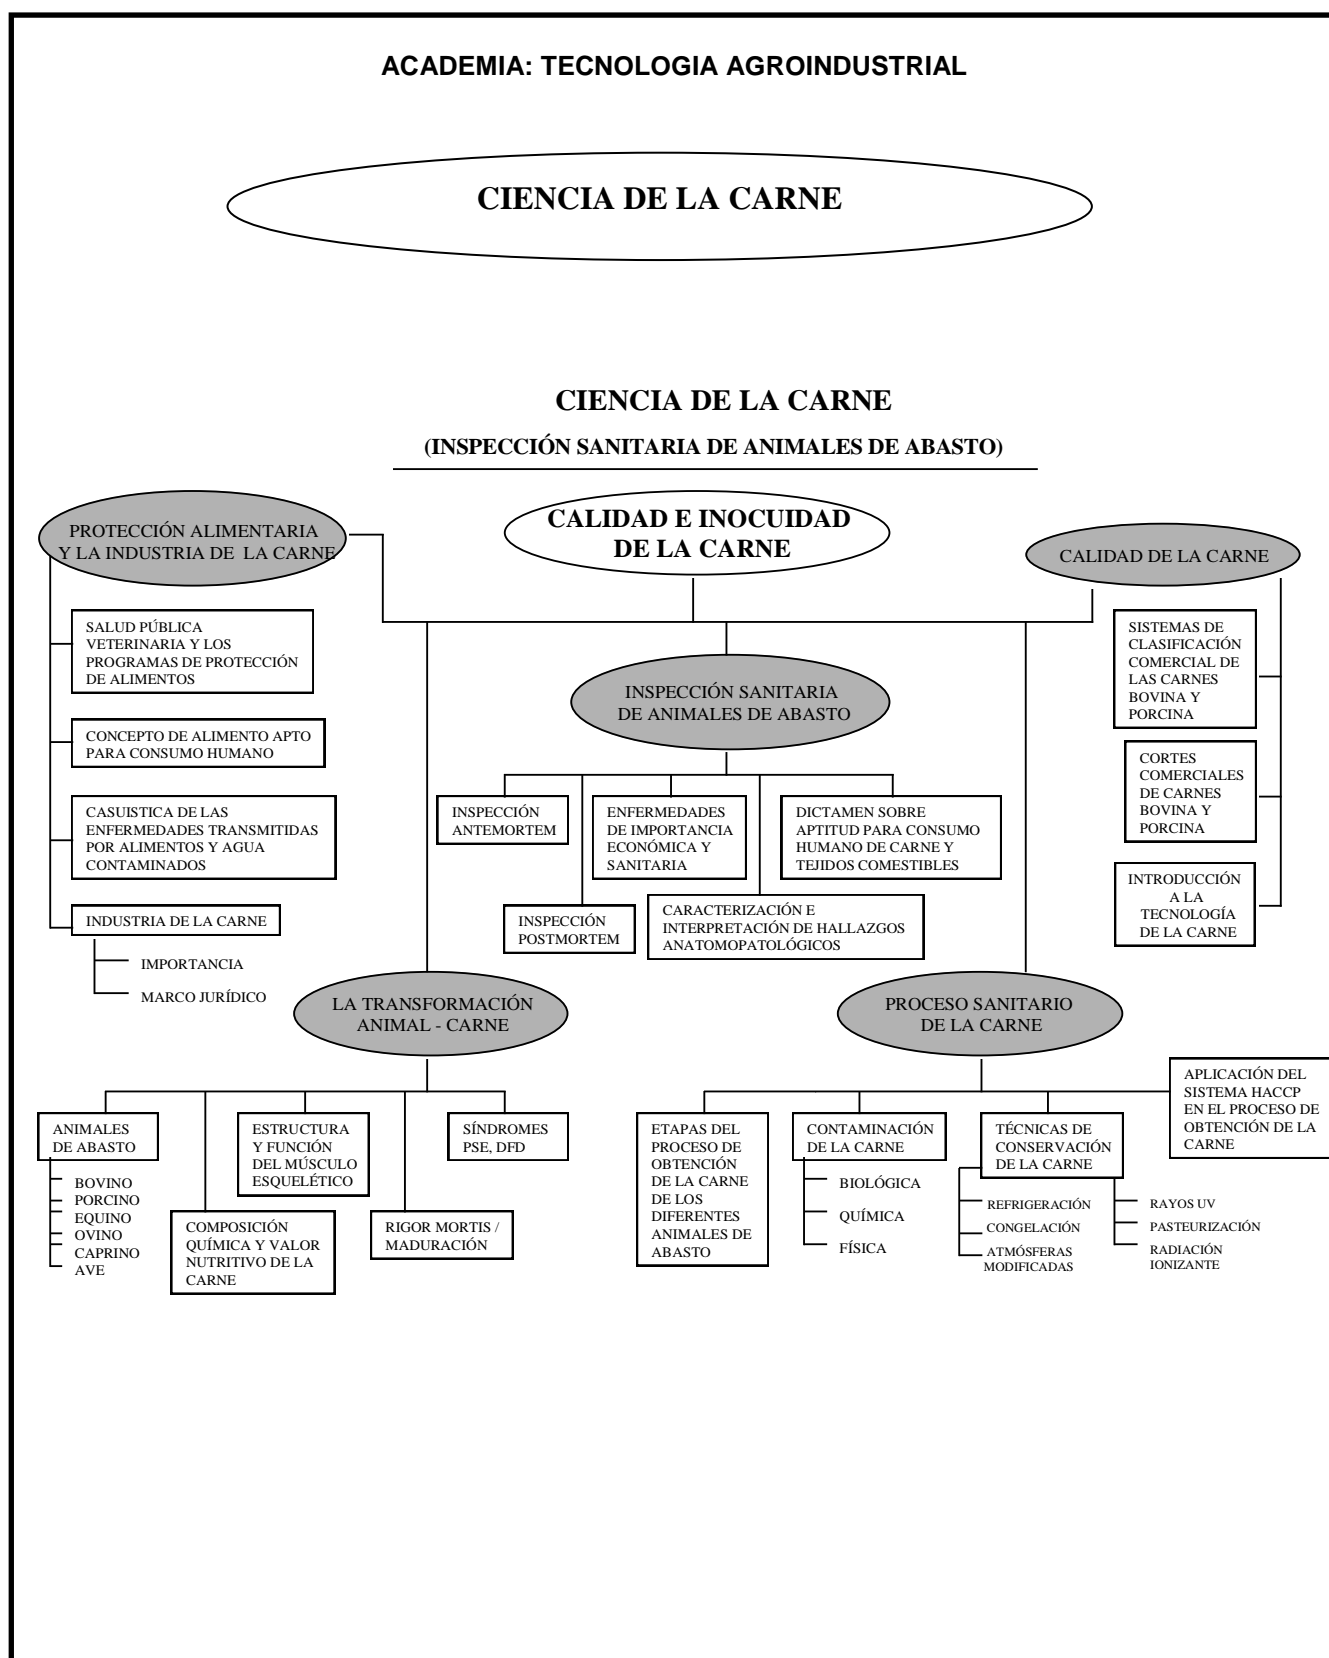 ACADEMIA: TECNOLOGIA AGROINDUSTRIAL
CIENCIA DE LA CARNE
CIENCIA DE LA CARNE
(INSPECCIÓN SANITARIA DE ANIMALES DE ABASTO)
PROTECCIÓN ALIMENTARIA
Y LA INDUSTRIA DE LA CARNE
CALIDAD E INOCUIDAD
DE LA CARNE
CALIDAD DE LA CARNE
SALUD PÚBLICA
VETERINARIA Y LOS
PROGRAMAS DE PROTECCIÓN
DE ALIMENTOS
CONCEPTO DE ALIMENTO APTO
PARA CONSUMO HUMANO
CASUISTICA DE LAS
ENFERMEDADES TRANSMITIDAS
POR ALIMENTOS Y AGUA
CONTAMINADOS
INDUSTRIA DE LA CARNE
IMPORTANCIA
MARCO JURÍDICO
INSPECCIÓN SANITARIA
DE ANIMALES DE ABASTO
INSPECCIÓN
ANTEMORTEM
ENFERMEDADES
DE IMPORTANCIA
ECONÓMICA Y
SANITARIA
DICTAMEN SOBRE
APTITUD PARA CONSUMO
HUMANO DE CARNE Y
TEJIDOS COMESTIBLES
INSPECCIÓN
POSTMORTEM
CARACTERIZACIÓN E
INTERPRETACIÓN DE HALLAZGOS
ANATOMOPATOLÓGICOS
SISTEMAS DE
CLASIFICACIÓN
COMERCIAL DE
LAS CARNES
BOVINA Y
PORCINA
CORTES
COMERCIALES
DE CARNES
BOVINA Y
PORCINA
INTRODUCCIÓN
A LA
TECNOLOGÍA
DE LA CARNE
LA TRANSFORMACIÓN
ANIMAL - CARNE
PROCESO SANITARIO
DE LA CARNE
ANIMALES
DE ABASTO
BOVINO
PORCINO
EQUINO
OVINO
CAPRINO
AVE
COMPOSICIÓN
QUÍMICA Y VALOR
NUTRITIVO DE LA
CARNE
ESTRUCTURA
Y FUNCIÓN
DEL MÚSCULO
ESQUELÉTICO
RIGOR MORTIS /
MADURACIÓN
SÍNDROMES
PSE, DFD
ETAPAS DEL
PROCESO DE
OBTENCIÓN
DE LA CARNE
DE LOS
DIFERENTES
ANIMALES DE
ABASTO
CONTAMINACIÓN
DE LA CARNE
BIOLÓGICA
QUÍMICA
FÍSICA
TÉCNICAS DE
CONSERVACIÓN
DE LA CARNE
REFRIGERACIÓN
CONGELACIÓN
ATMÓSFERAS
MODIFICADAS
RAYOS UV
PASTEURIZACIÓN
RADIACIÓN
IONIZANTE
APLICACIÓN DEL
SISTEMA HACCP
EN EL PROCESO DE
OBTENCIÓN DE LA
CARNE